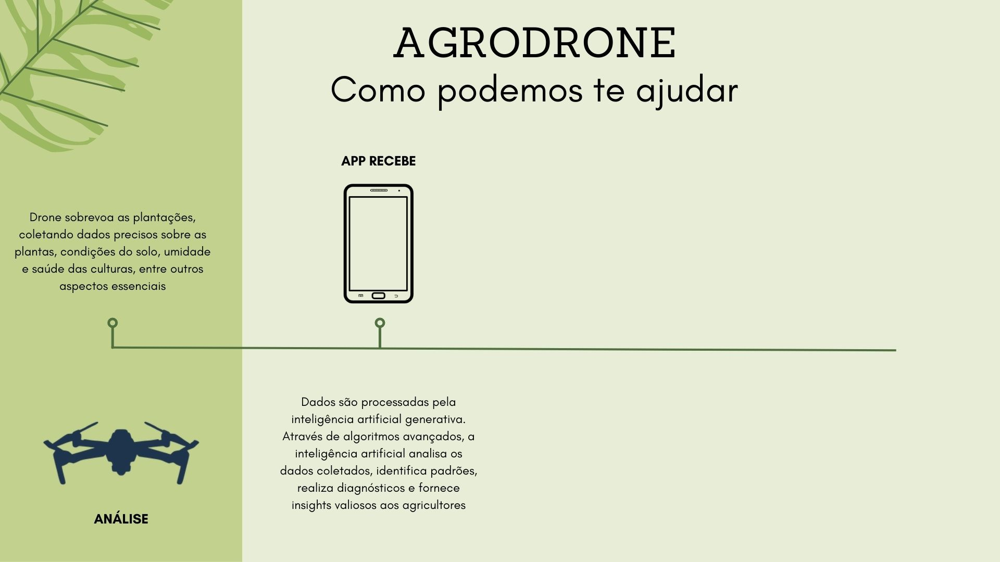 AGRODRONE
Como podemos te ajudar
Drone sobrevoa as plantações,
coletando dados precisos sobre as
plantas, condições do solo, umidade
e saúde das culturas, entre outros
aspectos essenciais
ANÁLISE
APP RECEBE
Dados são processadas pela
inteligência artificial generativa.
Através de algoritmos avançados, a
inteligência artificial analisa os
dados coletados, identifica padrões,
realiza diagnósticos e fornece
insights valiosos aos agricultores